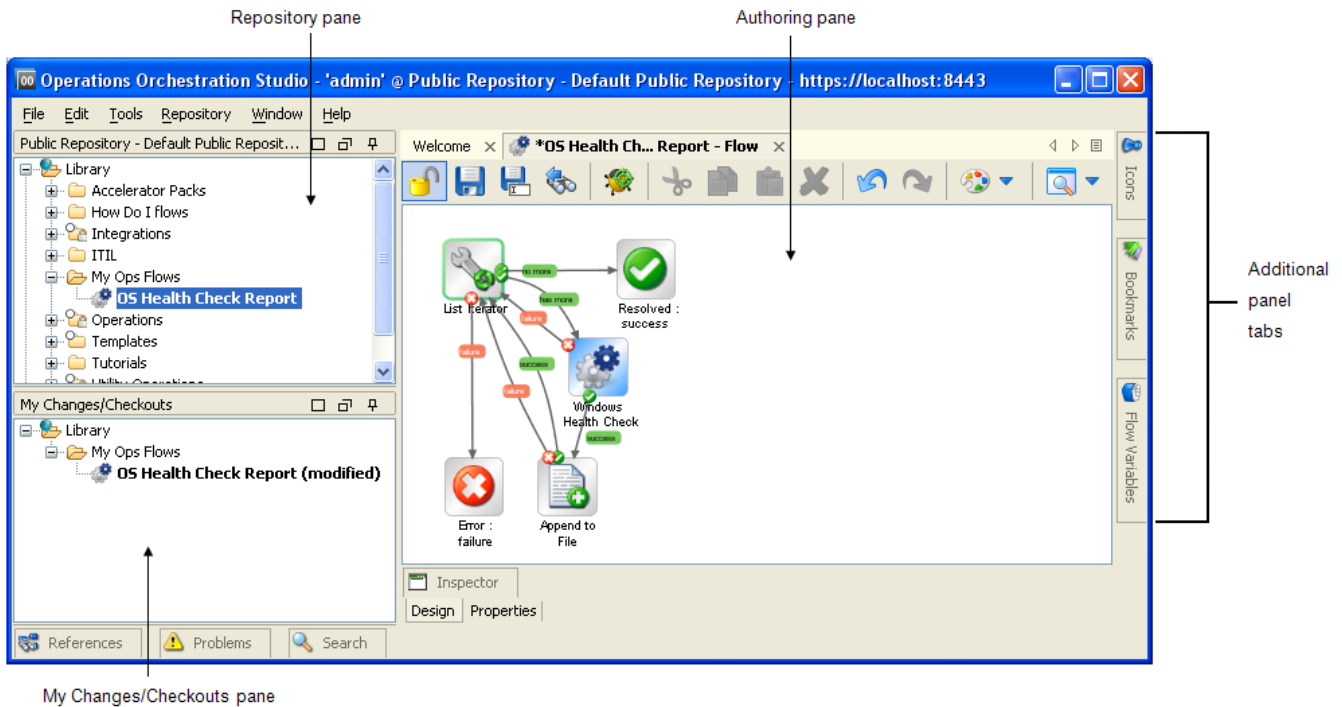 Repository pane
Authoring pane
Operations Orchestration Studio - 'admin' @ Public Repository - Default Public Repository - https://localhost:8443
File Edit Tools Repository Window Help
Public Repository - Default Public Reposit...
Library
Accelerator Packs
How Do I flows
Integrations
ITIL
My Ops Flows
OS Health Check Report
Operations
Templates
Tutorials
Utility Operations
My Changes/Checkouts
Library
My Ops Flows
OS Health Check Report (modified)
References
Problems
Search
Welcome
*OS Health Ch... Report - Flow
List Iterator
no more
Resolved :
success
has more
failure
failure
success
failure
Windows
Health Check
success
Error :
failure
Append to
File
Inspector
Design
Properties
Icons
Bookmarks
Flow Variables
Additional
panel
tabs
My Changes/Checkouts pane